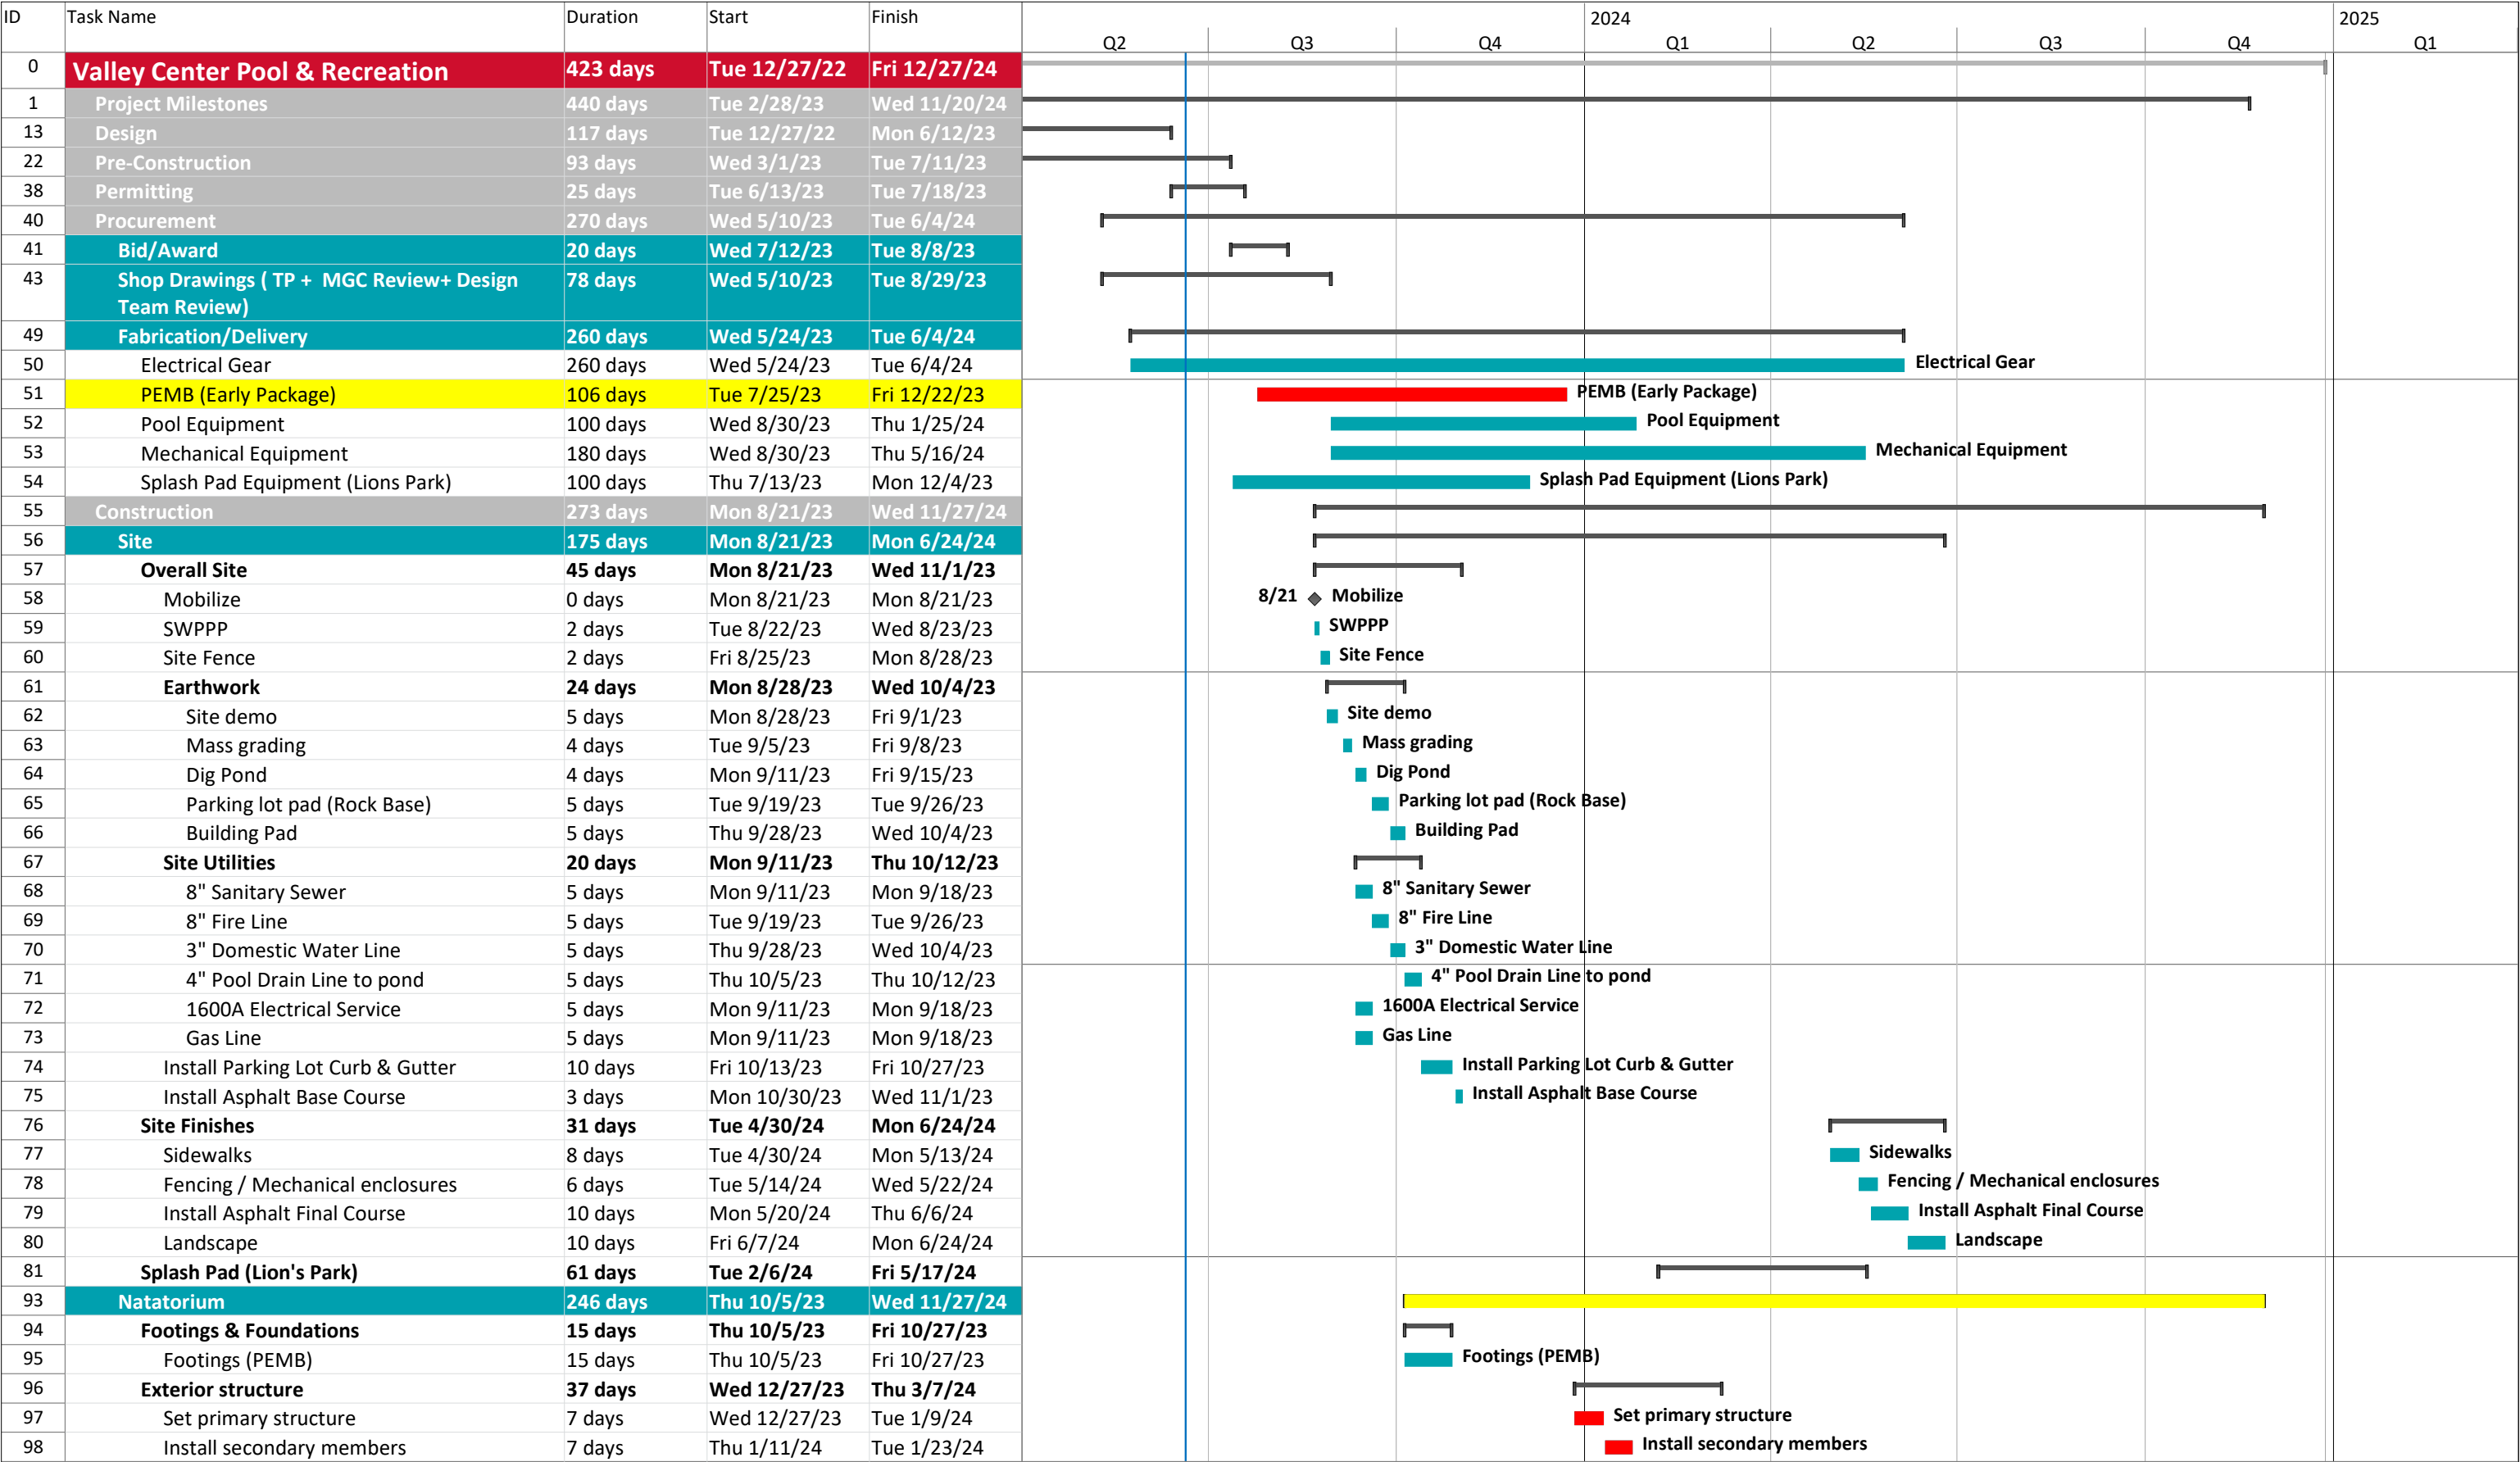 ID Task Name Duration Start Finish 2024 2025
Q2 Q3 Q4 Q1 Q2 Q3 Q4 Q1
0 Valley Center Pool & Recreation 423 days Tue 12/27/22 Fri 12/27/24
1 Project Milestones 440 days Tue 2/28/23 Wed 11/20/24
13 Design 117 days Tue 12/27/22 Mon 6/12/23
22 Pre-Construction 93 days Wed 3/1/23 Tue 7/11/23
38 Permitting 25 days Tue 6/13/23 Tue 7/18/23
40 Procurement 270 days Wed 5/10/23 Tue 6/4/24
41 Bid/Award 20 days Wed 7/12/23 Tue 8/8/23
43 Shop Drawings ( TP + MGC Review+ Design 78 days Wed 5/10/23 Tue 8/29/23
Team Review)
49 Fabrication/Delivery 260 days Wed 5/24/23 Tue 6/4/24
50 Electrical Gear 260 days Wed 5/24/23 Tue 6/4/24 Electrical Gear
51 PEMB (Early Package) 106 days Tue 7/25/23 Fri 12/22/23 PEMB (Early Package)
52 Pool Equipment 100 days Wed 8/30/23 Thu 1/25/24 Pool Equipment
53 Mechanical Equipment 180 days Wed 8/30/23 Thu 5/16/24 Mechanical Equipment
54 Splash Pad Equipment (Lions Park) 100 days Thu 7/13/23 Mon 12/4/23 Splash Pad Equipment (Lions Park)
55 Construction 273 days Mon 8/21/23 Wed 11/27/24
56 Site 175 days Mon 8/21/23 Mon 6/24/24
57 Overall Site 45 days Mon 8/21/23 Wed 11/1/23
58 Mobilize 0 days Mon 8/21/23 Mon 8/21/23 8/21 Mobilize
59 SWPPP 2 days Tue 8/22/23 Wed 8/23/23 SWPPP
60 Site Fence 2 days Fri 8/25/23 Mon 8/28/23 Site Fence
61 Earthwork 24 days Mon 8/28/23 Wed 10/4/23
62 Site demo 5 days Mon 8/28/23 Fri 9/1/23 Site demo
63 Mass grading 4 days Tue 9/5/23 Fri 9/8/23 Mass grading
64 Dig Pond 4 days Mon 9/11/23 Fri 9/15/23 Dig Pond
65 Parking lot pad (Rock Base) 5 days Tue 9/19/23 Tue 9/26/23 Parking lot pad (Rock Base)
66 Building Pad 5 days Thu 9/28/23 Wed 10/4/23 Building Pad
67 Site Utilities 20 days Mon 9/11/23 Thu 10/12/23
68 8" Sanitary Sewer 5 days Mon 9/11/23 Mon 9/18/23 8" Sanitary Sewer
69 8" Fire Line 5 days Tue 9/19/23 Tue 9/26/23 8" Fire Line
70 3" Domestic Water Line 5 days Thu 9/28/23 Wed 10/4/23 3" Domestic Water Line
71 4" Pool Drain Line to pond 5 days Thu 10/5/23 Thu 10/12/23 4" Pool Drain Line to pond
72 1600A Electrical Service 5 days Mon 9/11/23 Mon 9/18/23 1600A Electrical Service
73 Gas Line 5 days Mon 9/11/23 Mon 9/18/23 Gas Line
74 Install Parking Lot Curb & Gutter 10 days Fri 10/13/23 Fri 10/27/23 Install Parking Lot Curb & Gutter
75 Install Asphalt Base Course 3 days Mon 10/30/23 Wed 11/1/23 Install Asphalt Base Course
76 Site Finishes 31 days Tue 4/30/24 Mon 6/24/24
77 Sidewalks 8 days Tue 4/30/24 Mon 5/13/24 Sidewalks
78 Fencing / Mechanical enclosures 6 days Tue 5/14/24 Wed 5/22/24 Fencing / Mechanical enclosures
79 Install Asphalt Final Course 10 days Mon 5/20/24 Thu 6/6/24 Install Asphalt Final Course
80 Landscape 10 days Fri 6/7/24 Mon 6/24/24 Landscape
81 Splash Pad (Lion's Park) 61 days Tue 2/6/24 Fri 5/17/24
93 Natatorium 246 days Thu 10/5/23 Wed 11/27/24
94 Footings & Foundations 15 days Thu 10/5/23 Fri 10/27/23
95 Footings (PEMB) 15 days Thu 10/5/23 Fri 10/27/23 Footings (PEMB)
96 Exterior structure 37 days Wed 12/27/23 Thu 3/7/24
97 Set primary structure 7 days Wed 12/27/23 Tue 1/9/24 Set primary structure
98 Install secondary members 7 days Thu 1/11/24 Tue 1/23/24 Install secondary members